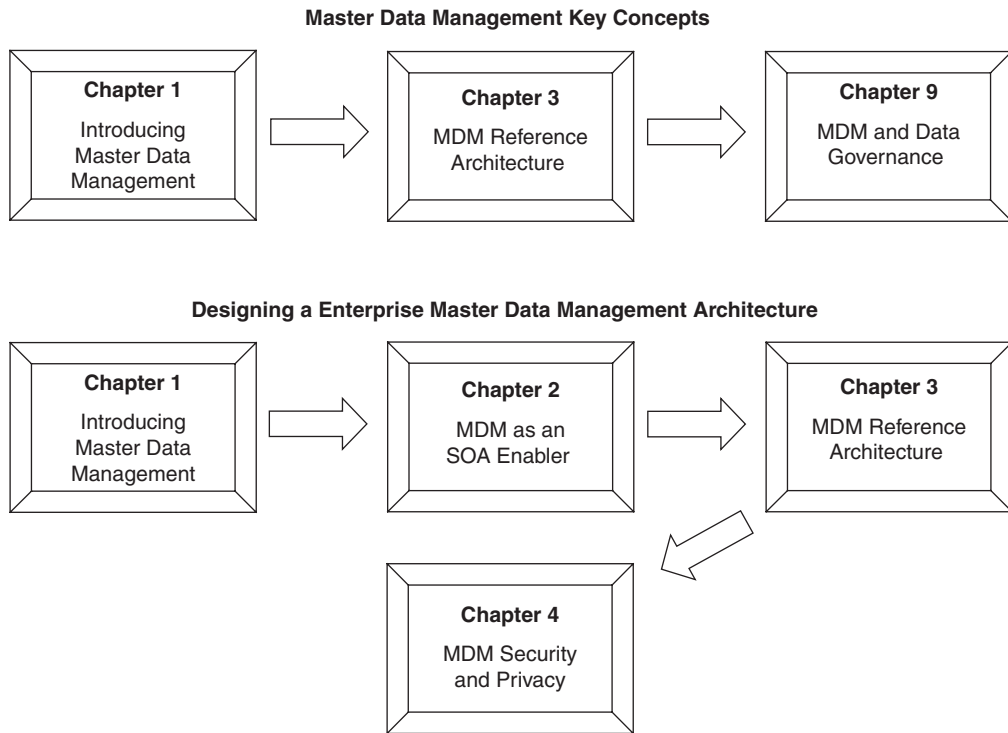 Master Data Management Key Concepts
Chapter 1
Introducing
Master Data
Management
Chapter 3
MDM Reference
Architecture
Chapter 9
MDM and Data
Governance
Designing a Enterprise Master Data Management Architecture
Chapter 1
Introducing
Master Data
Management
Chapter 2
MDM as an
SOA Enabler
Chapter 3
MDM Reference
Architecture
Chapter 4
MDM Security
and Privacy